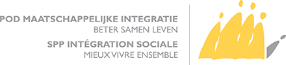 POD MAATSCHAPPELIJKE INTEGRATIE
BETER SAMEN LEVEN
SPP INTÉGRATION SOCIALE
MIEUX VIVRE ENSEMBLE